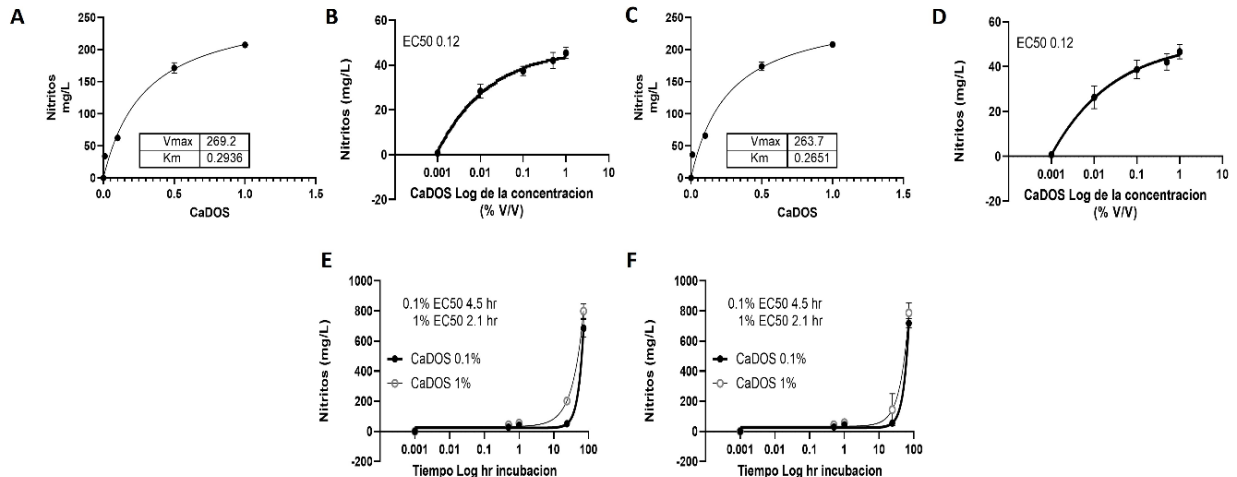 A
Nitritos
mg/L
250
200
150
100
50
0
Vmax 269.2
Km 0.2936
0.0 0.5 1.0 1.5
CaDOS
B
Nitritos (mg/L)
60
40
20
0
-20
EC50 0.12
0.001 0.01 0.1 1 10
CaDOS Log de la concentracion
(% V/V)
C
Nitritos
mg/L
250
200
150
100
50
0
Vmax 263.7
Km 0.2651
0.0 0.5 1.0 1.5
CaDOS
D
Nitritos (mg/L)
60
40
20
0
-20
EC50 0.12
0.001 0.01 0.1 1 10
CaDOS Log de la concentracion
(% V/V)
E
Nitritos (mg/L)
1000
800
600
400
200
0
-200
0.1% EC50 4.5 hr
1% EC50 2.1 hr
CaDOS 0.1%
CaDOS 1%
0.001 0.01 0.1 1 10 100
Tiempo Log hr incubacion
F
Nitritos (mg/L)
1000
800
600
400
200
0
-200
0.1% EC50 4.5 hr
1% EC50 2.1 hr
CaDOS 0.1%
CaDOS 1%
0.001 0.01 0.1 1 10 100
Tiempo Log hr incubacion